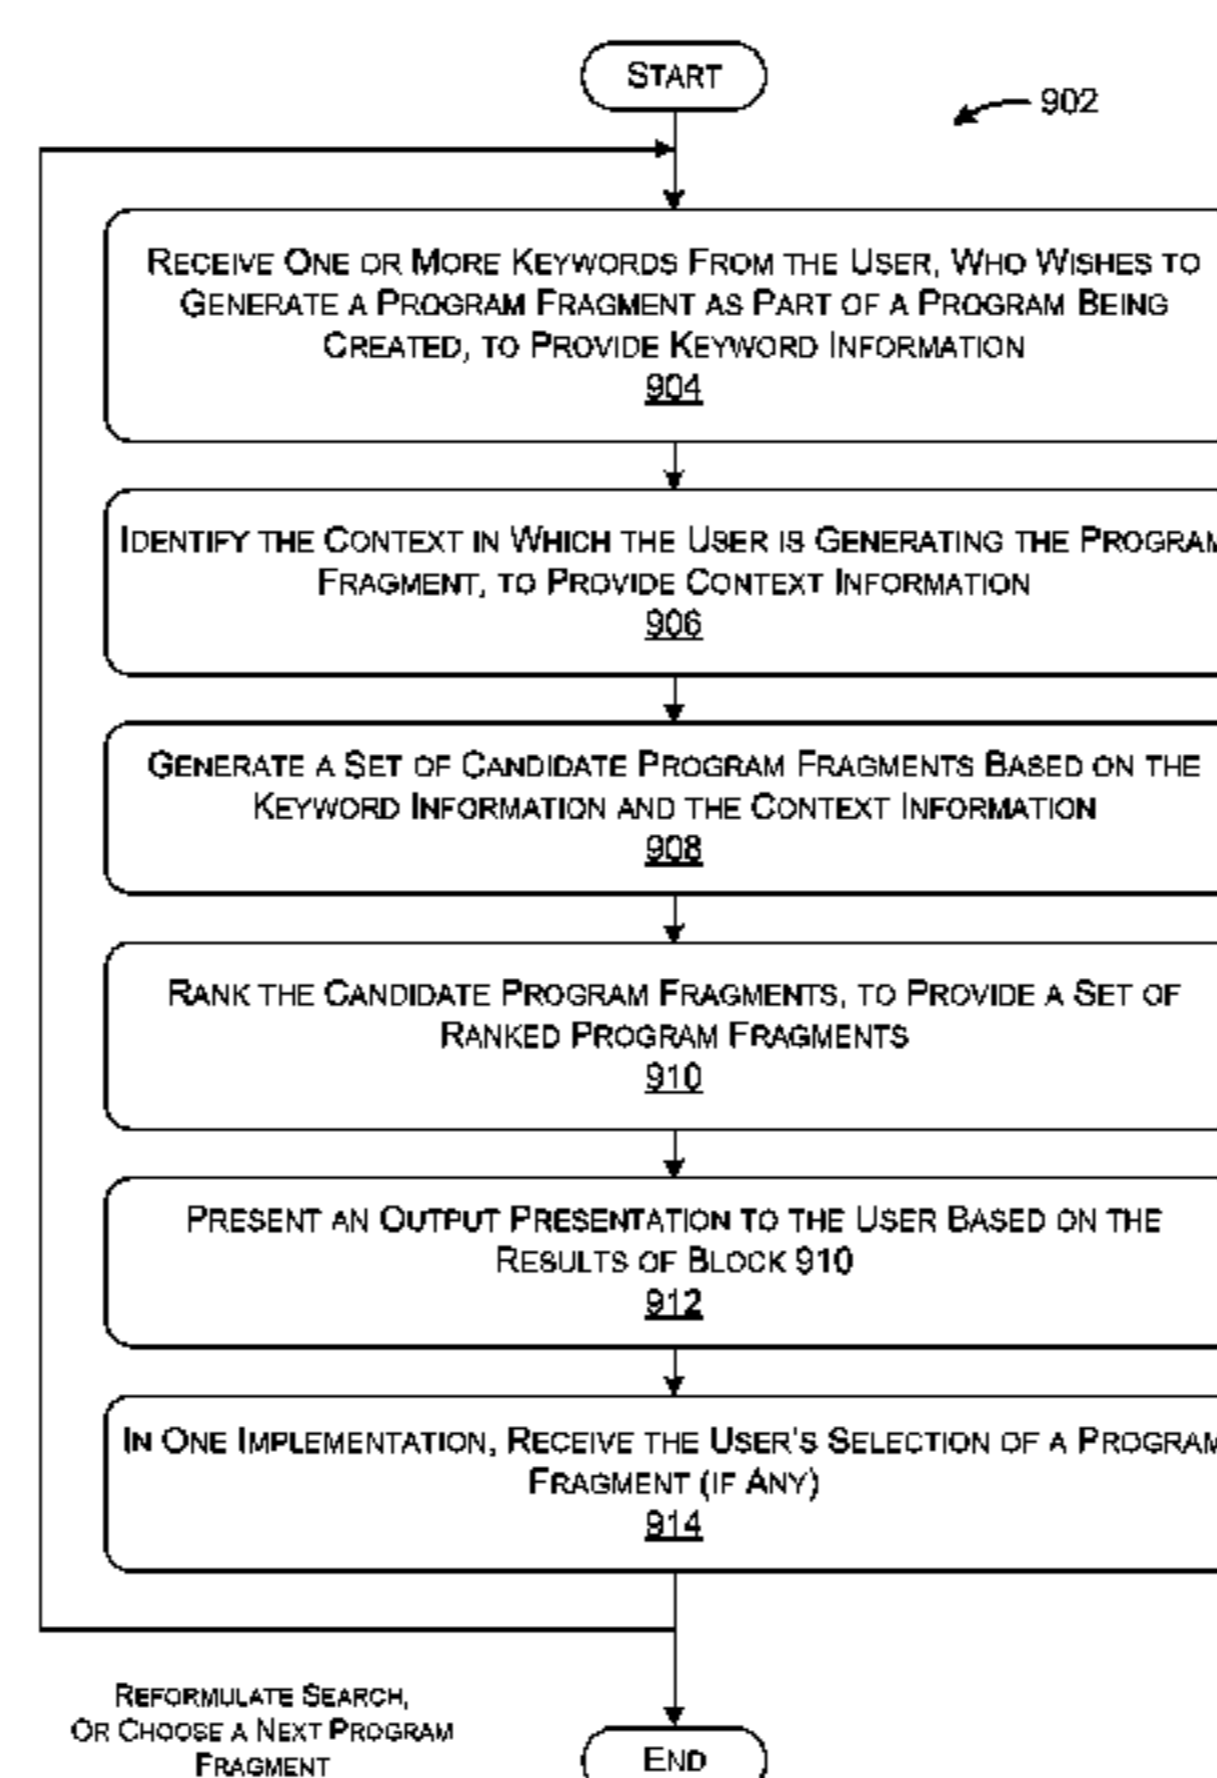 START
902
RECEIVE ONE OR MORE KEYWORDS FROM THE USER, WHO WISHES TO
GENERATE A PROGRAM FRAGMENT AS PART OF A PROGRAM BEING
CREATED, TO PROVIDE KEYWORD INFORMATION
904
IDENTIFY THE CONTEXT IN WHICH THE USER IS GENERATING THE PROGRAM
FRAGMENT, TO PROVIDE CONTEXT INFORMATION
906
GENERATE A SET OF CANDIDATE PROGRAM FRAGMENTS BASED ON THE
KEYWORD INFORMATION AND THE CONTEXT INFORMATION
908
RANK THE CANDIDATE PROGRAM FRAGMENTS, TO PROVIDE A SET OF
RANKED PROGRAM FRAGMENTS
910
PRESENT AN OUTPUT PRESENTATION TO THE USER BASED ON THE
RESULTS OF BLOCK 910
912
IN ONE IMPLEMENTATION, RECEIVE THE USER'S SELECTION OF A PROGRAM
FRAGMENT (IF ANY)
914
REFORMULATE SEARCH,
OR CHOOSE A NEXT PROGRAM
FRAGMENT
END